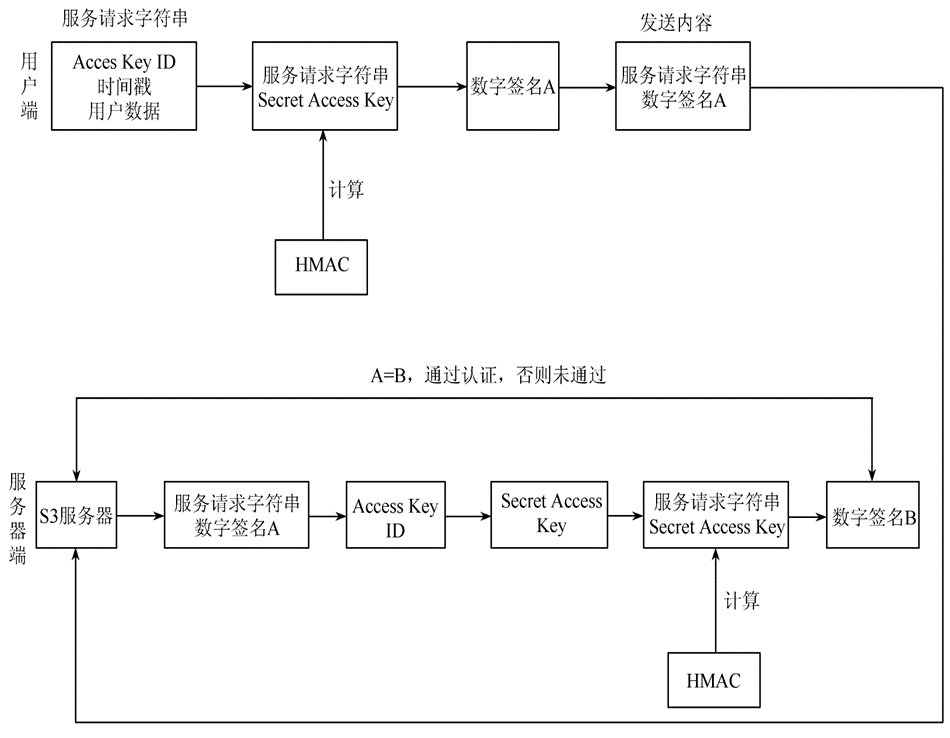 服务请求字符串
发送内容
用户端
Acces Key ID
时间戳
用户数据
服务请求字符串
Secret Access Key
数字签名A
服务请求字符串
数字签名A
计算
HMAC
A=B，通过认证，否则未通过
服务器端
S3服务器
服务请求字符串
数字签名A
Access Key
ID
Secret Access
Key
服务请求字符串
Secret Access Key
数字签名B
计算
HMAC